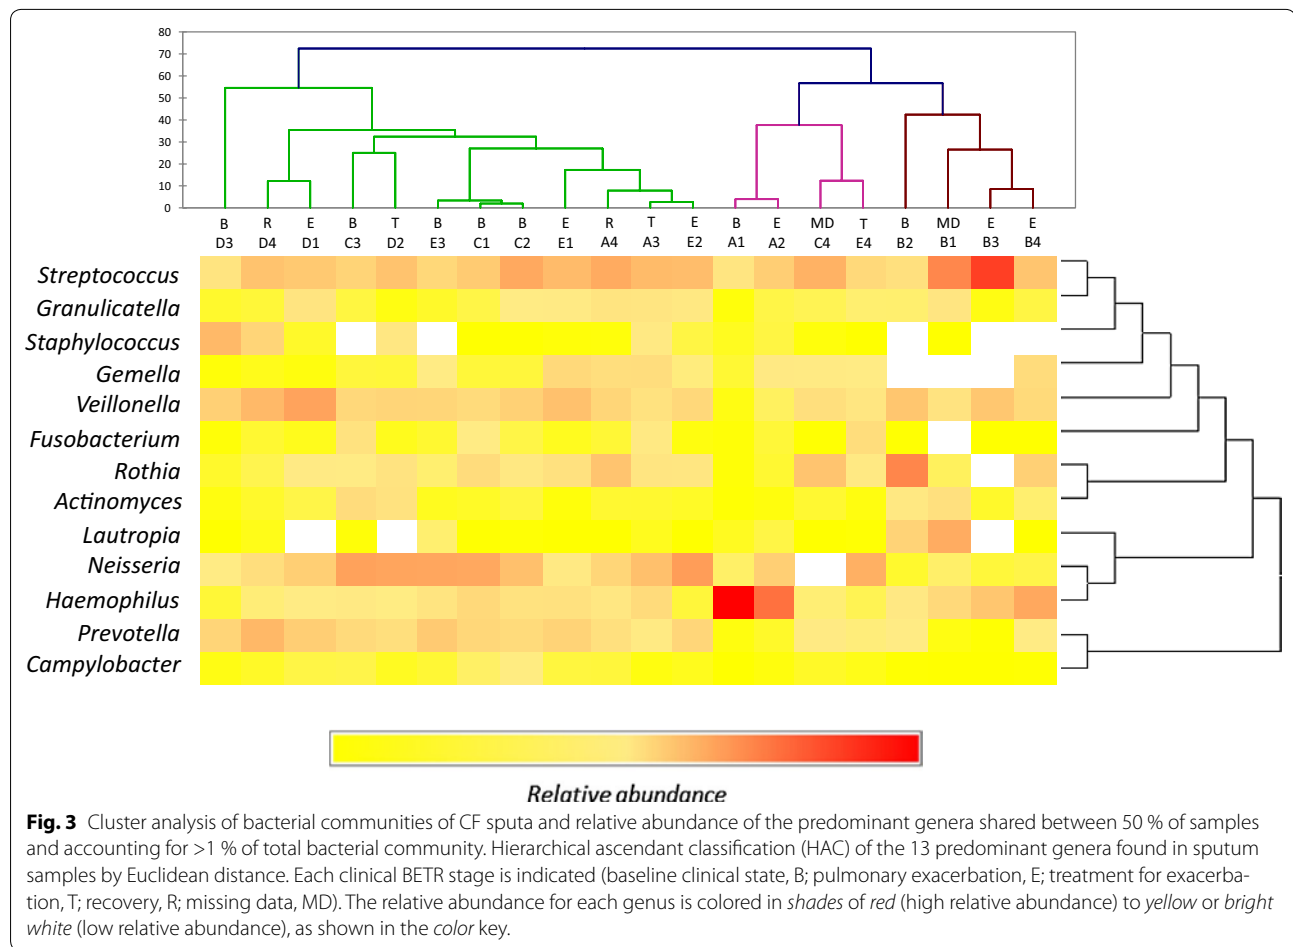 80
70
60
50
40
30
20
10
0
B R E B T B B B E R T E B E MD T B MD E E
D3 D4 D1 C3 D2 E3 C1 C2 E1 A4 A3 E2 A1 A2 C4 E4 B2 B1 B3 B4
Streptococcus
Granulicatella
Staphylococcus
Gemella
Veillonella
Fusobacterium
Rothia
Actinomyces
Lautropia
Neisseria
Haemophilus
Prevotella
Campylobacter
Relative abundance
Fig. 3 Cluster analysis of bacterial communities of CF sputa and relative abundance of the predominant genera shared between 50 % of samples
and accounting for >1 % of total bacterial community. Hierarchical ascendant classification (HAC) of the 13 predominant genera found in sputum
samples by Euclidean distance. Each clinical BETR stage is indicated (baseline clinical state, B; pulmonary exacerbation, E; treatment for exacerba-
tion, T; recovery, R; missing data, MD). The relative abundance for each genus is colored in shades of red (high relative abundance) to yellow or bright
white (low relative abundance), as shown in the color key.